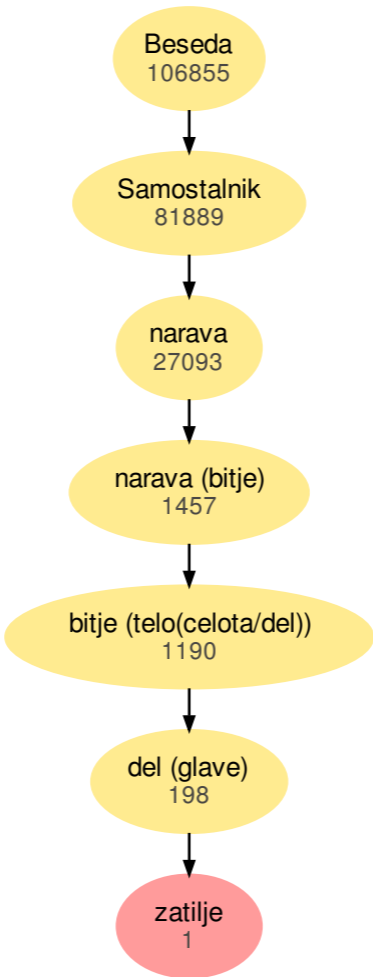 Beseda
106855
Samostalnik
81889
narava
27093
narava (bitje)
1457
bitje (telo(celota/del))
1190
del (glave)
198
zatilje
1